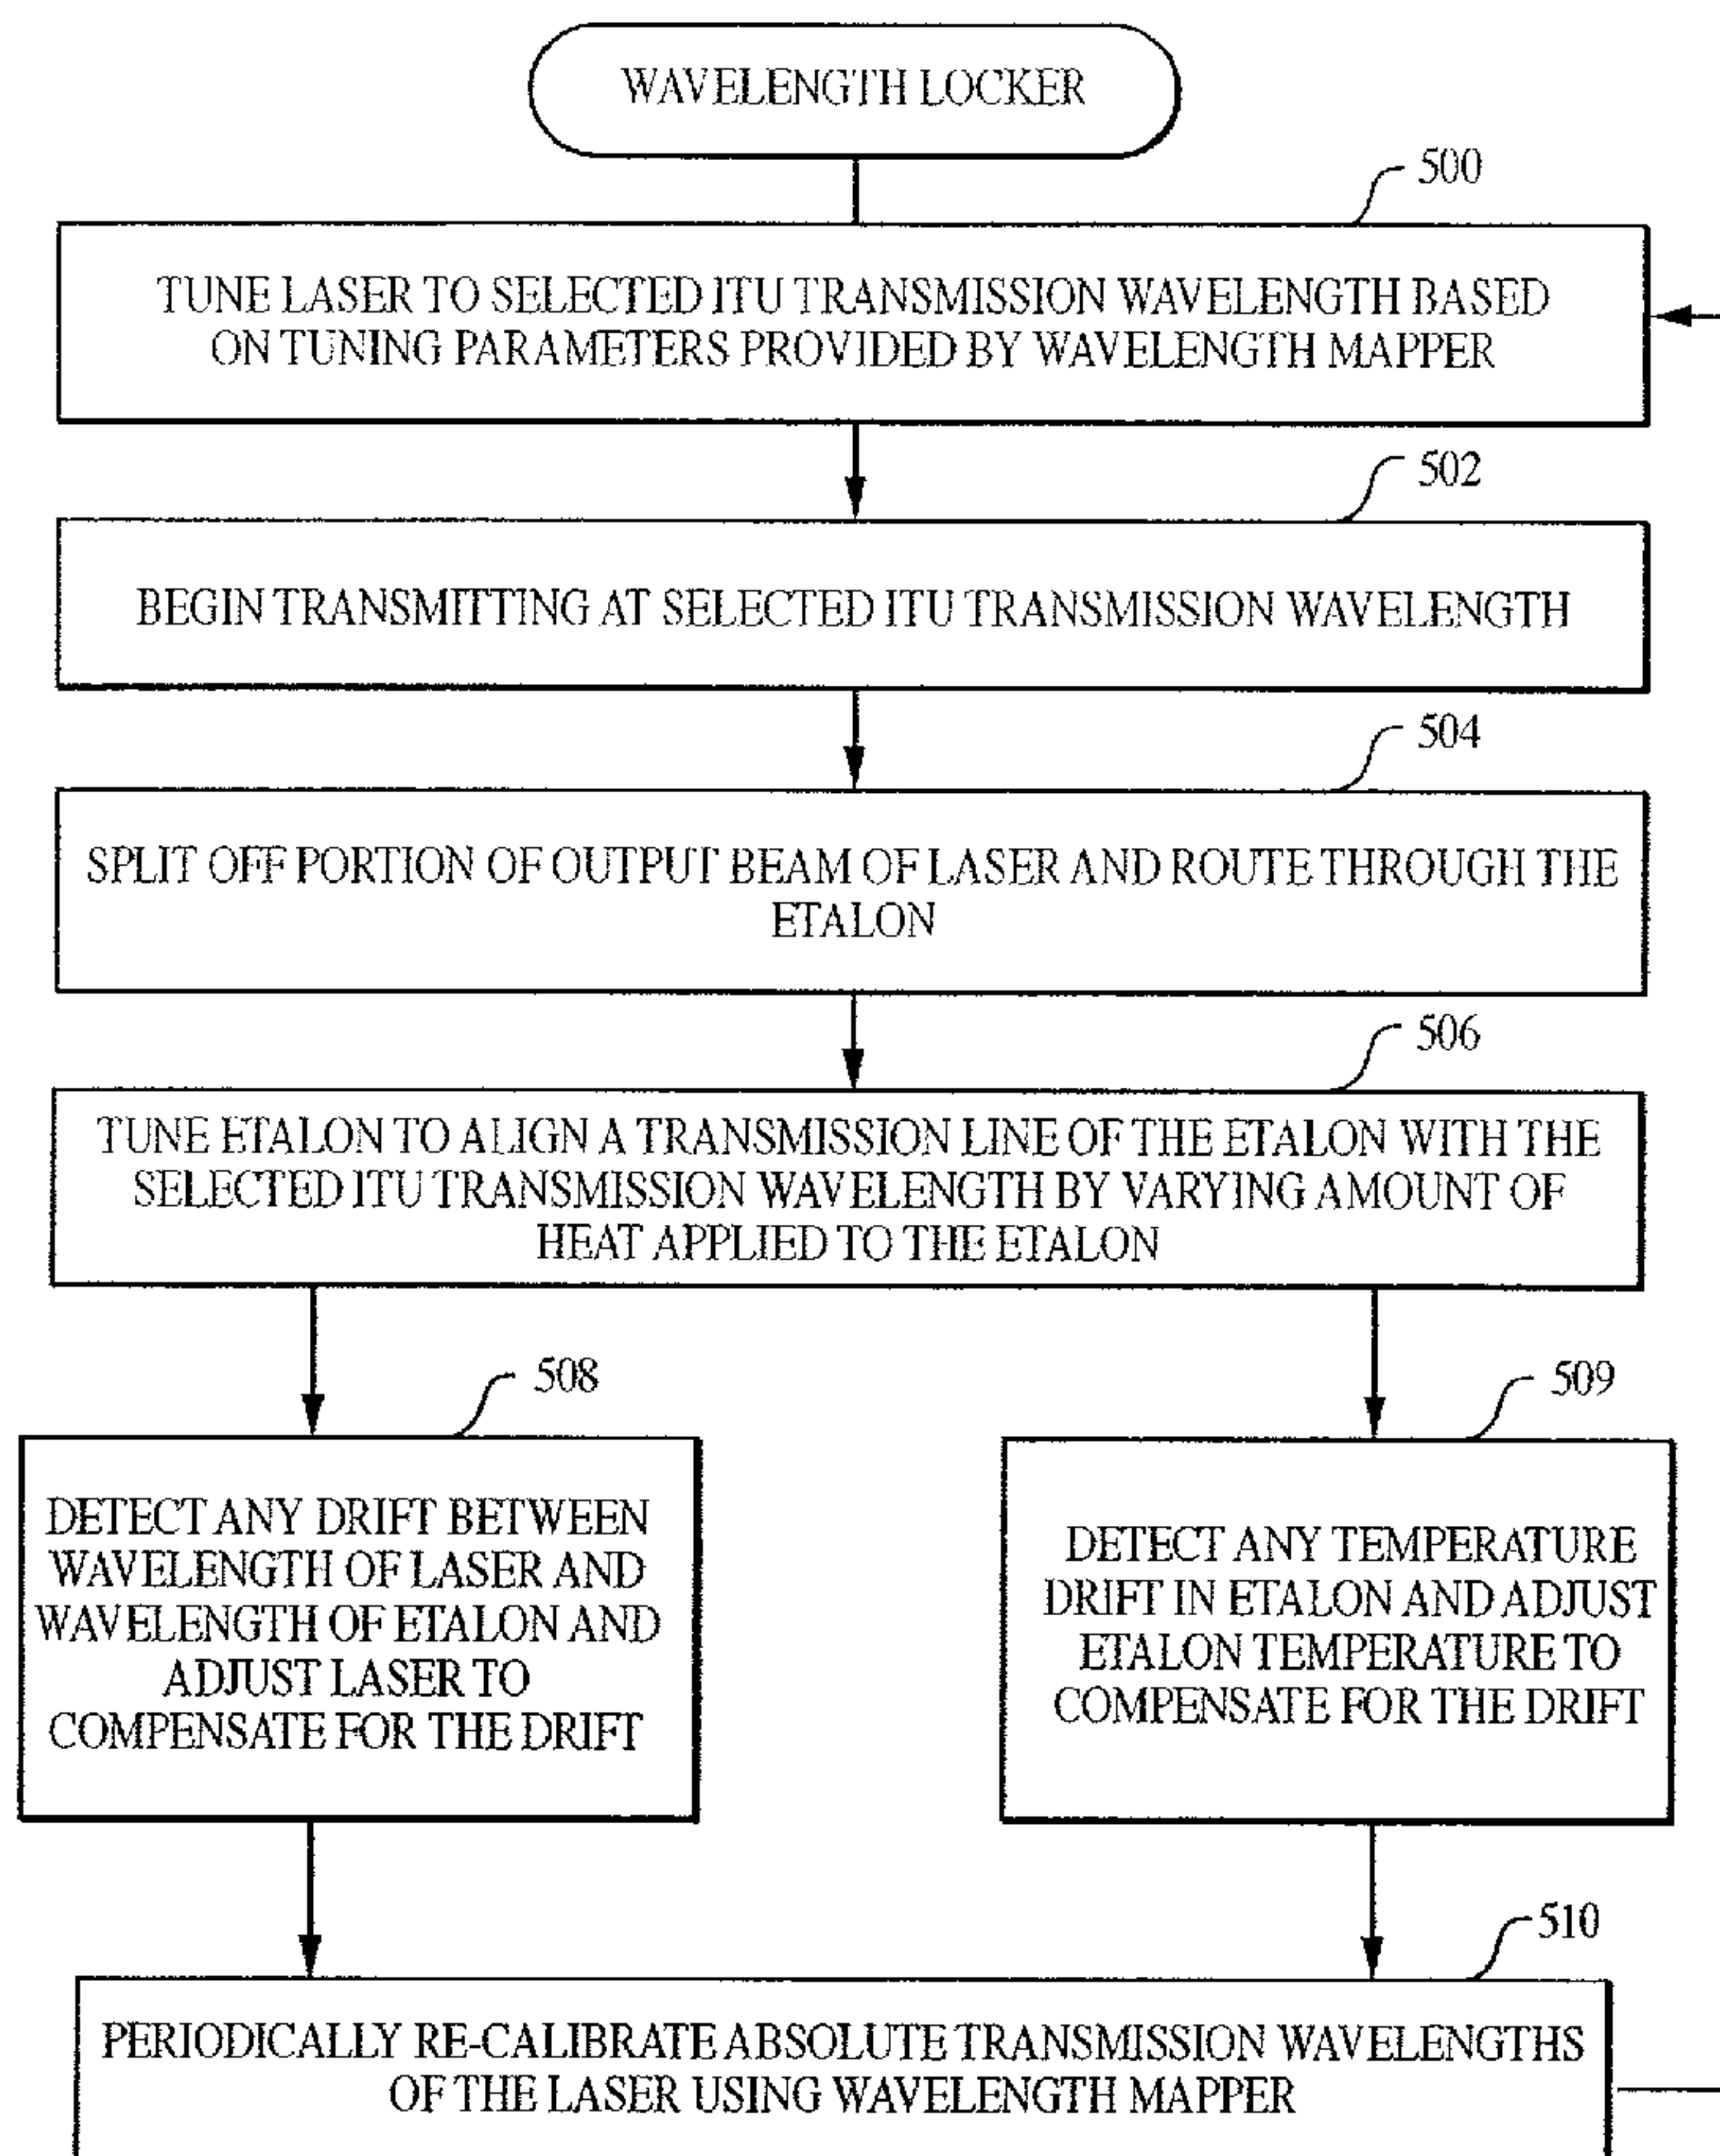 WAVELENGTH LOCKER
500
TUNE LASER TO SELECTED ITU TRANSMISSION WAVELENGTH BASED
ON TUNING PARAMETERS PROVIDED BY WAVELENGTH MAPPER
502
BEGIN TRANSMITTING AT SELECTED ITU TRANSMISSION WAVELENGTH
504
SPLIT OFF PORTION OF OUTPUT BEAM OF LASER AND ROUTE THROUGH THE
ETALON
506
TUNE ETALON TO ALIGN A TRANSMISSION LINE OF THE ETALON WITH THE
SELECTED ITU TRANSMISSION WAVELENGTH BY VARYING AMOUNT OF
HEAT APPLIED TO THE ETALON
508
DETECT ANY DRIFT BETWEEN
WAVELENGTH OF LASER AND
WAVELENGTH OF ETALON AND
ADJUST LASER TO
COMPENSATE FOR THE DRIFT
509
DETECT ANY TEMPERATURE
DRIFT IN ETALON AND ADJUST
ETALON TEMPERATURE TO
COMPENSATE FOR THE DRIFT
510
PERIODICALLY RE-CALIBRATE ABSOLUTE TRANSMISSION WAVELENGTHS
OF THE LASER USING WAVELENGTH MAPPER